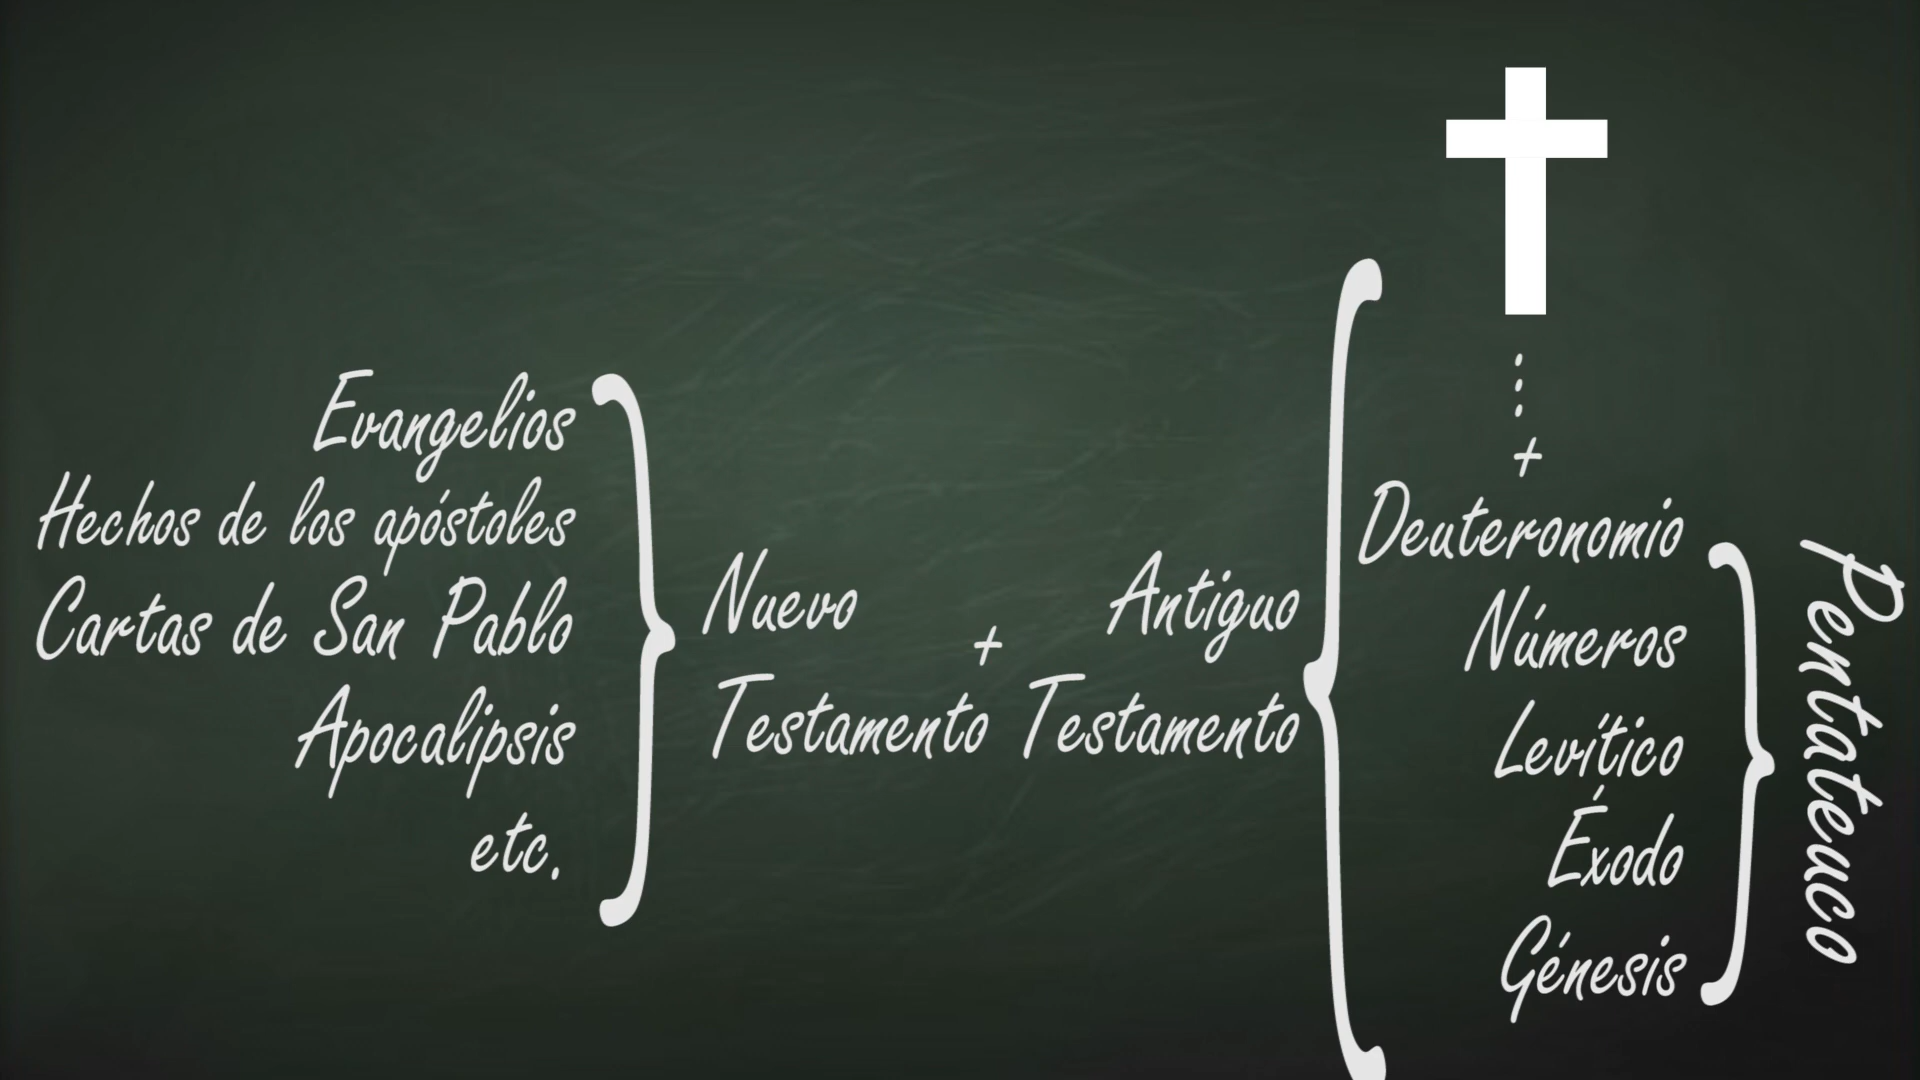 Evangelios
Hechos de los apóstoles
Cartas de San Pablo
Apocalipsis
etc.
Nuevo
Testamento
+
Antiguo
Testamento
⋮
+
Deuteronomio
Números
Levítico
Éxodo
Génesis
Pentateuco